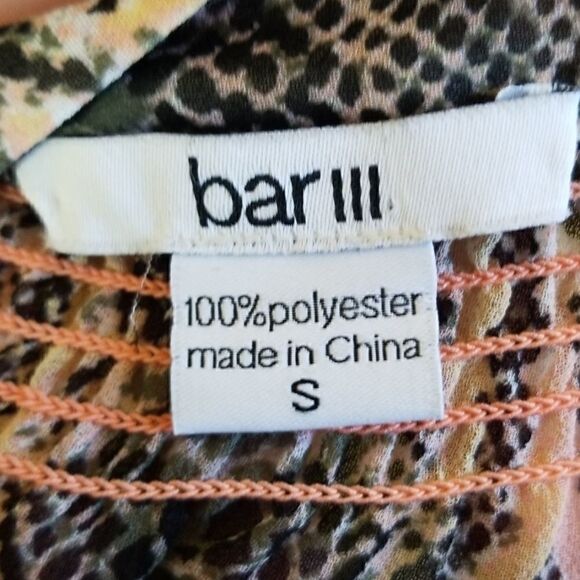 bar III.
100%polyester
made in China
S